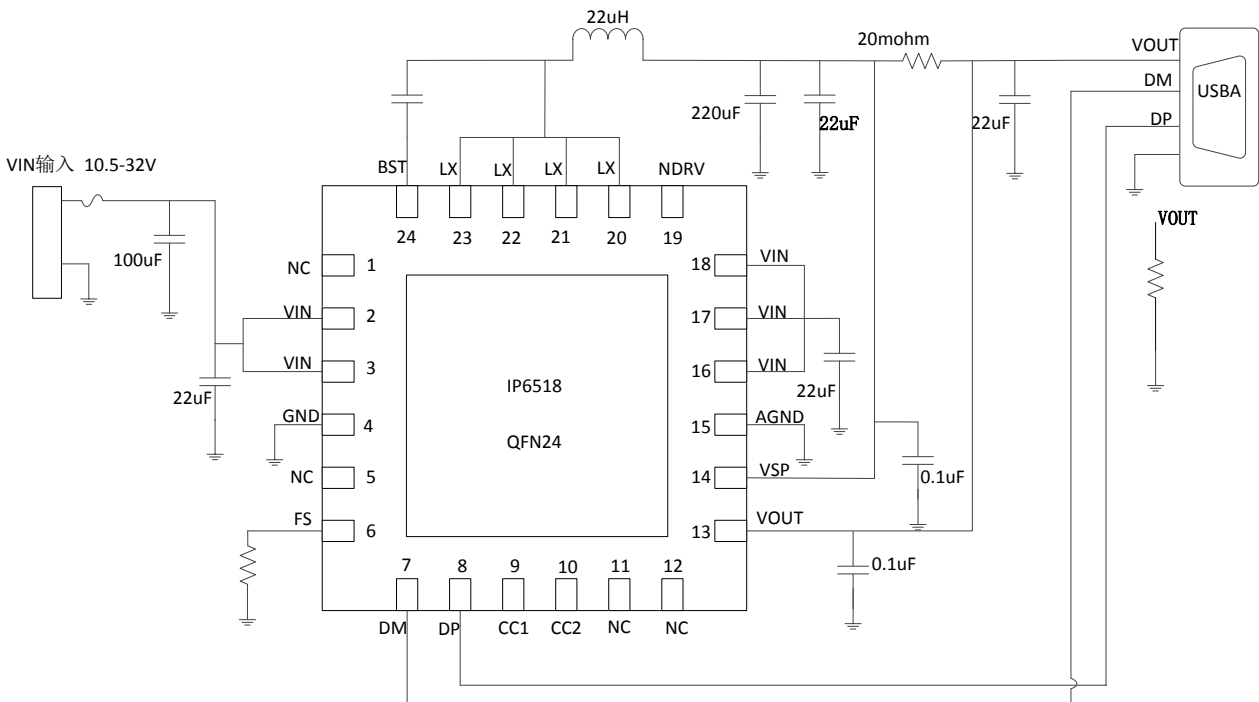 22uH
20mohm
VOUT
DM
USBA
DP
220uF
22uF
22uF
VIN输入 10.5-32V
BST
LX
LX
LX
LX
NDRV
VOUT
24
23
22
21
20
19
100uF
NC
1
18
VIN
VIN
2
17
VIN
VIN
3
16
VIN
22uF
22uF
IP6518
GND
4
15
AGND
QFN24
NC
5
14
VSP
0.1uF
FS
6
13
VOUT
0.1uF
7
8
9
10
11
12
DM
DP
CC1
CC2
NC
NC